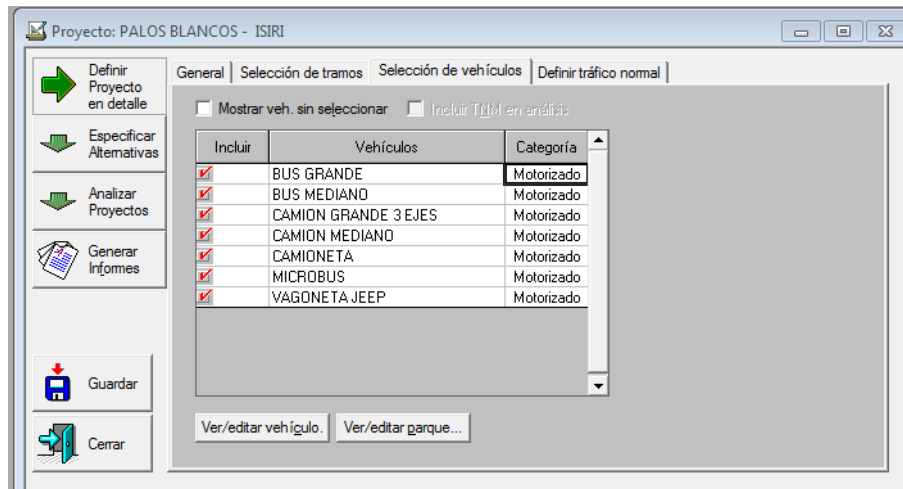 Proyecto: PALOS BLANCOS - ISIRI
Definir
Proyecto
en detalle
Especificar
Alternativas
Analizar
Proyectos
Generar
Informes
Guardar
Cerrar
General Selección de tramos Selección de vehículos Definir tráfico normal
Mostrar veh. sin seleccionar Incluir TNM en análisis
Incluir Vehículos Categoría
BUS GRANDE Motorizado
BUS MEDIANO Motorizado
CAMION GRANDE 3 EJES Motorizado
CAMION MEDIANO Motorizado
CAMIONETA Motorizado
MICROBUS Motorizado
VAGONETA JEEP Motorizado
Ver/editar vehículo. Ver/editar parque...